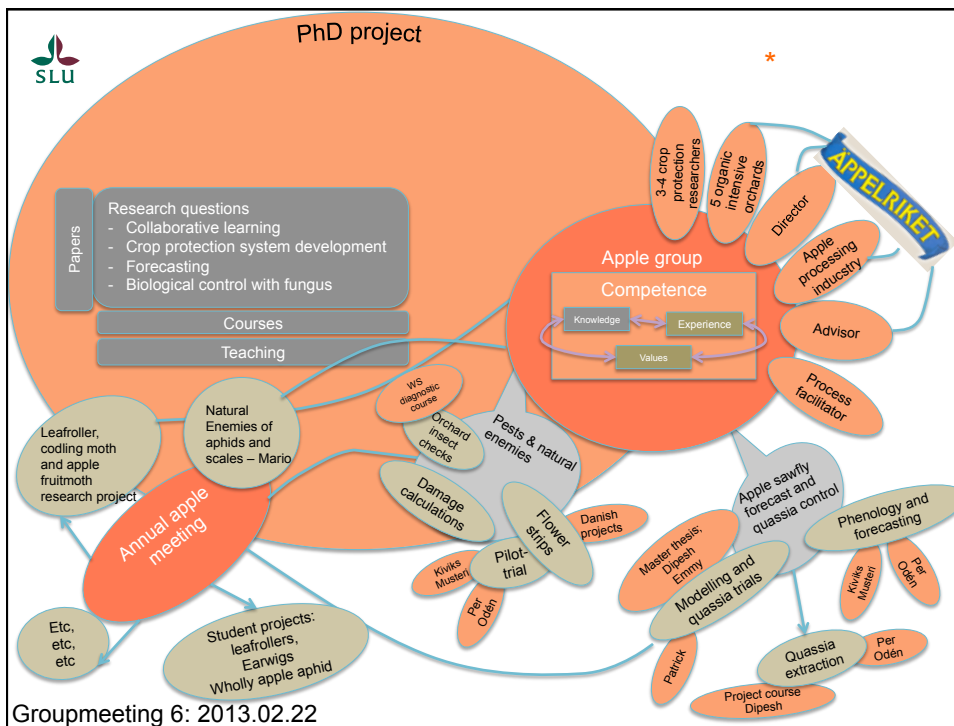 PhD project
SLU
*
3-4 crop
protection
researchers
5 organic
intensive
orchards
Director
ÄPPELRIKET
Apple
processing
inducstry
Advisor
Process
facilitator
Papers
Research questions
- Collaborative learning
- Crop protection system development
- Forecasting
- Biological control with fungus
Courses
Teaching
Apple group
Competence
Knowledge
Experience
Values
Leafroller,
codling moth
and apple
fruitmoth
research project
Natural
Enemies of
aphids and
scales – Mario
WS
diagnostic
course
Orchard
insect
checks
Pests & natural
enemies
Damage
calculations
Flower
strips
Danish
projects
Pilot-
trial
Kiviks
Musteri
Per
Odén
Annual apple
meeting
Etc,
etc,
etc
Student projects:
leafrollers,
Earwigs
Wholly apple aphid
Apple sawfly
forecast and
quassia control
Master thesis;
Dipesh
Emmy
Modelling and
quassia trials
Patrick
Phenology and
forecasting
Kiviks
Musteri
Per
Odén
Quassia
extraction
Per
Odén
Project course
Dipesh
Groupmeeting 6: 2013.02.22